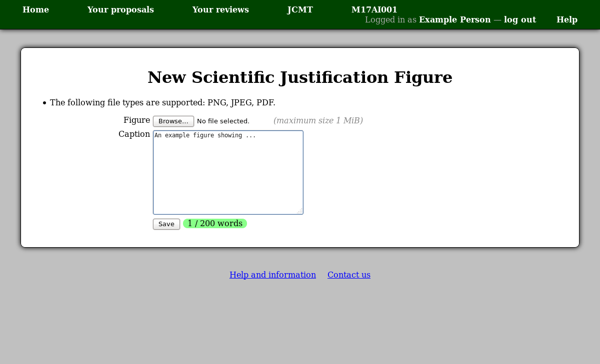 Home Your proposals Your reviews JCMT M17AI001
Logged in as Example Person — log out Help
New Scientific Justification Figure
• The following file types are supported: PNG, JPEG, PDF.
Figure Browse... No file selected. (maximum size 1 MiB)
Caption An example figure showing ...
Save 1 / 200 words
Help and information Contact us